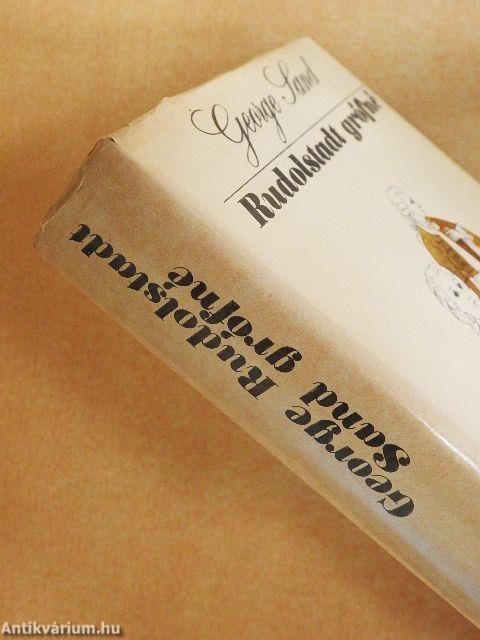 George Sand
Rudolstadt grófné
George Rudolstadt
Sand grófné
Antikvárium.hu